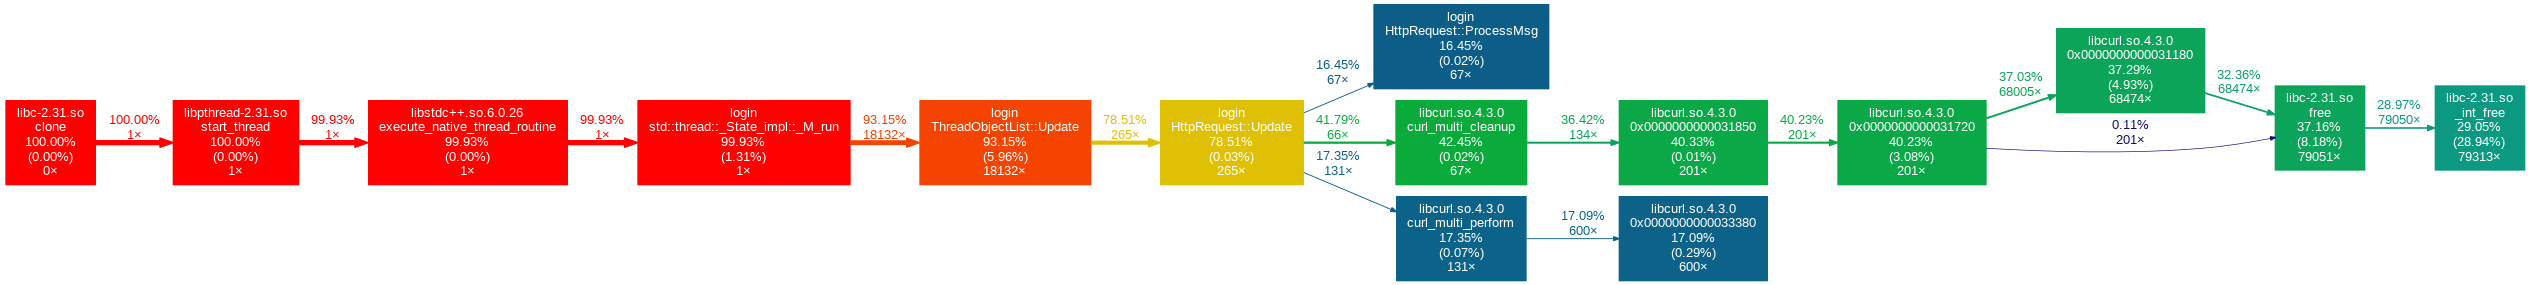 libc-2.31.so
clone
100.00%
(0.00%)
0×
100.00%
1×
libpthread-2.31.so
start_thread
100.00%
(0.00%)
1×
99.93%
1×
libstdc++.so.6.0.26
execute_native_thread_routine
99.93%
(0.00%)
1×
99.93%
1×
login
std::thread::_State_impl::_M_run
99.93%
(1.31%)
1×
93.15%
18132×
login
ThreadObjectList::Update
93.15%
(5.96%)
18132×
78.51%
265×
login
HttpRequest::Update
78.51%
(0.03%)
265×
16.45%
67×
login
HttpRequest::ProcessMsg
16.45%
(0.02%)
67×
41.79%
66×
libcurl.so.4.3.0
curl_multi_cleanup
42.45%
(0.02%)
67×
17.35%
131×
libcurl.so.4.3.0
curl_multi_perform
17.35%
(0.07%)
131×
36.42%
134×
libcurl.so.4.3.0
0x0000000000031850
40.33%
(0.01%)
201×
17.09%
600×
libcurl.so.4.3.0
0x0000000000033380
17.09%
(0.29%)
600×
40.23%
201×
libcurl.so.4.3.0
0x0000000000031720
40.23%
(3.08%)
201×
37.03%
68005×
libcurl.so.4.3.0
0x0000000000031180
37.29%
(4.93%)
68474×
0.11%
201×
32.36%
68474×
libc-2.31.so
free
37.16%
(8.18%)
79051×
28.97%
79050×
libc-2.31.so
_int_free
29.05%
(28.94%)
79313×